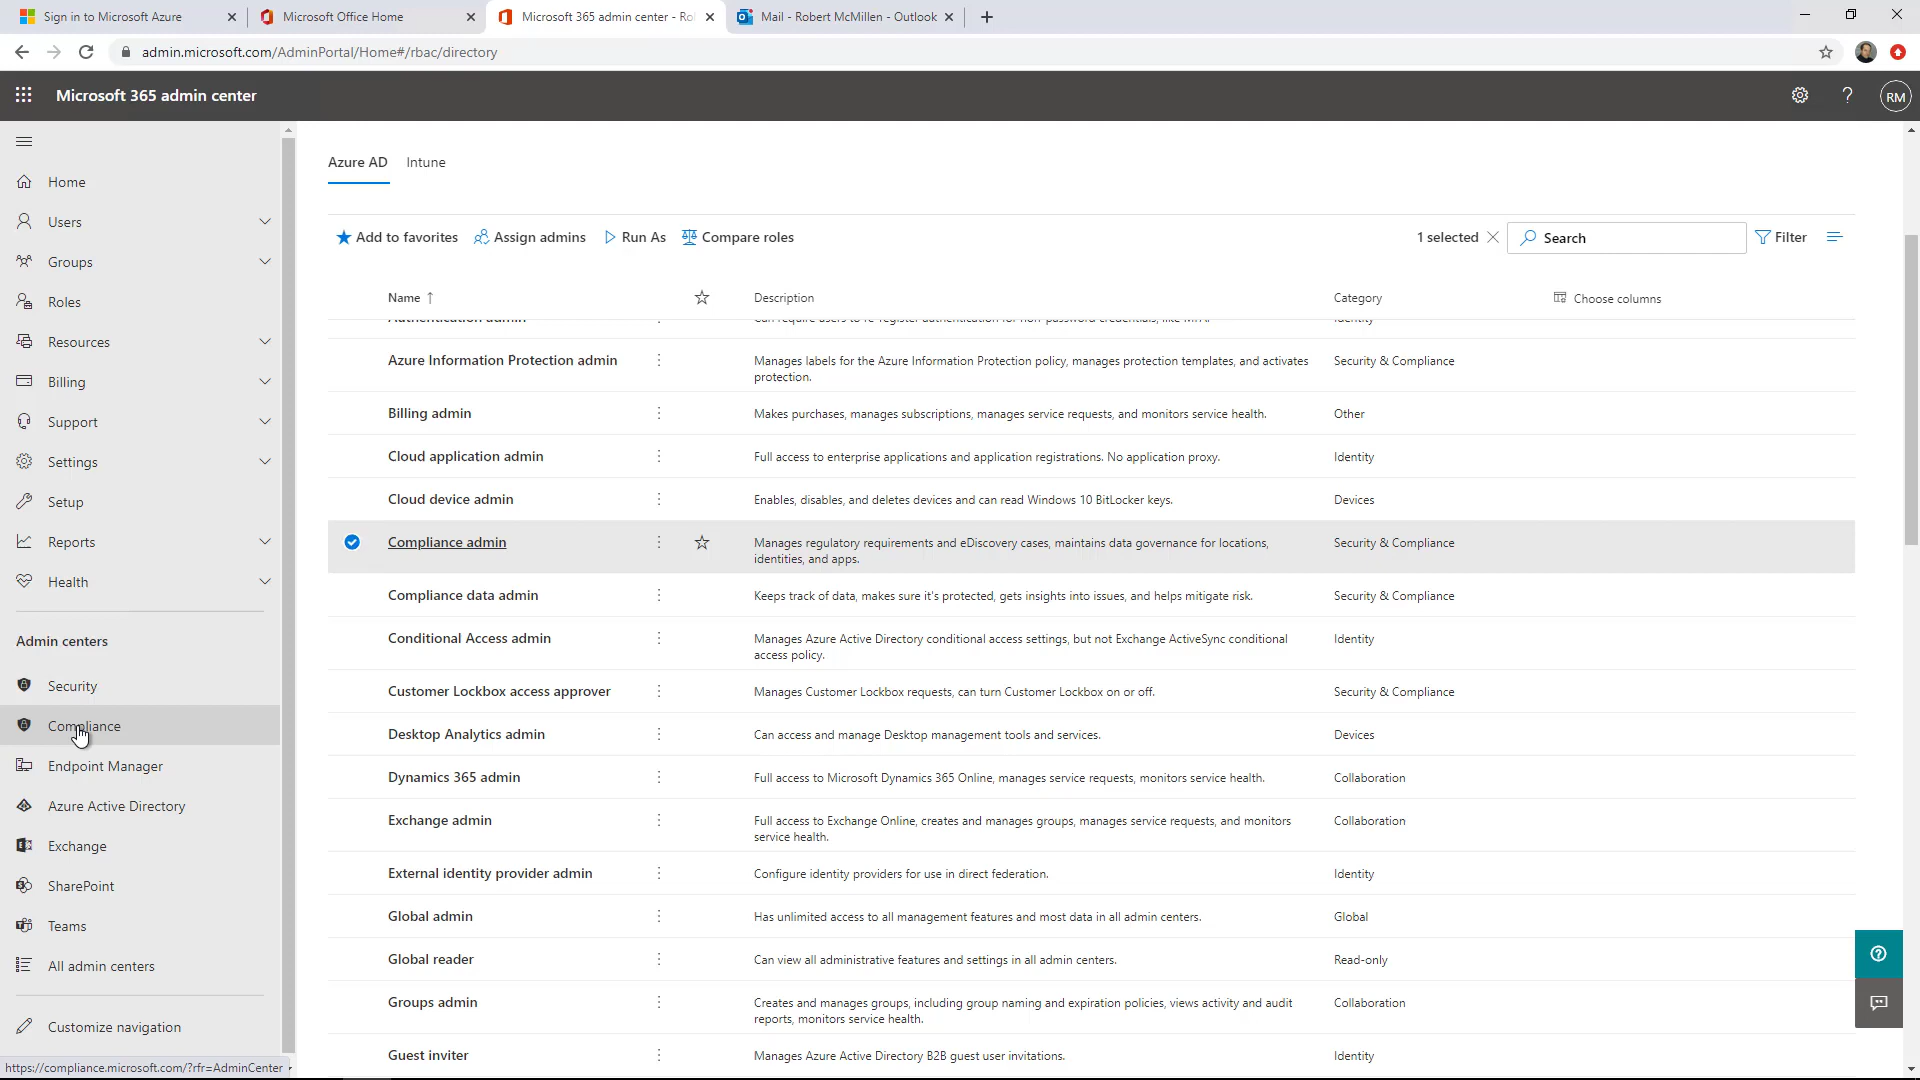 Sign in to Microsoft Azure
Microsoft Office Home
Microsoft 365 admin center - Ro
Mail - Robert McMillen - Outlook
admin.microsoft.com/AdminPortal/Home#/rbac/directory
Microsoft 365 admin center
?
RM
Home
Users
Groups
Roles
Resources
Billing
Support
Settings
Setup
Reports
Health
Admin centers
Security
Compliance
Endpoint Manager
Azure Active Directory
Exchange
SharePoint
Teams
All admin centers
Customize navigation
https://compliance.microsoft.com/?rfr=AdminCenter
Azure AD Intune
Add to favorites Assign admins Run As Compare roles 1 selected Search Filter
Name ↑ Description Category Choose columns
Authentication admin Can require users to re-register authentication for non-password credentials, like MFA. Identity
Azure Information Protection admin Manages labels for the Azure Information Protection policy, manages protection templates, and activates Security & Compliance
protection.
Billing admin Makes purchases, manages subscriptions, manages service requests, and monitors service health. Other
Cloud application admin Full access to enterprise applications and application registrations. No application proxy. Identity
Cloud device admin Enables, disables, and deletes devices and can read Windows 10 BitLocker keys. Devices
Compliance admin Manages regulatory requirements and eDiscovery cases, maintains data governance for locations, Security & Compliance
identities, and apps.
Compliance data admin Keeps track of data, makes sure it's protected, gets insights into issues, and helps mitigate risk. Security & Compliance
Conditional Access admin Manages Azure Active Directory conditional access settings, but not Exchange ActiveSync conditional Identity
access policy.
Customer Lockbox access approver Manages Customer Lockbox requests, can turn Customer Lockbox on or off. Security & Compliance
Desktop Analytics admin Can access and manage Desktop management tools and services. Devices
Dynamics 365 admin Full access to Microsoft Dynamics 365 Online, manages service requests, monitors service health. Collaboration
Exchange admin Full access to Exchange Online, creates and manages groups, manages service requests, and monitors Collaboration
service health.
External identity provider admin Configure identity providers for use in direct federation. Identity
Global admin Has unlimited access to all management features and most data in all admin centers. Global
Global reader Can view all administrative features and settings in all admin centers. Read-only
Groups admin Creates and manages groups, including group naming and expiration policies, views activity and audit Collaboration
reports, monitors service health.
Guest inviter Manages Azure Active Directory B2B guest user invitations. Identity